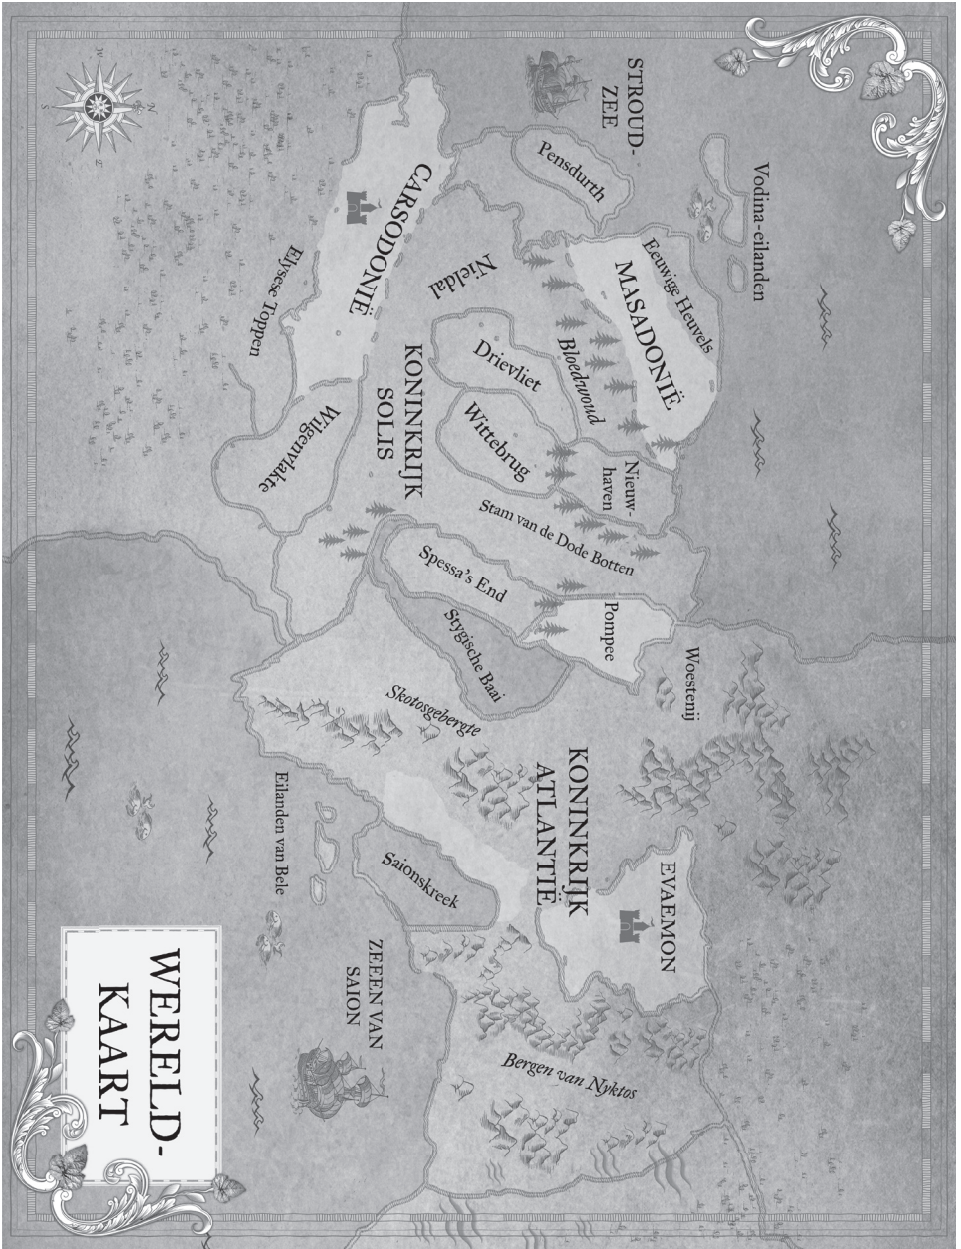 STROUD-
ZEE
Vodina-eilanden
Pensdurth
Eeuwige Heuvels
MASADONIË
CARSODONIË
Nieldal
Elysese Toppen
Bloedwoud
Drievliet
KONINKRIJK
SOLIS
Wittebrug
Wilgenvlakte
Nieuw-
haven
Stam van de Dode Botten
Spessa's End
Pompee
Stygische Baai
Woestenij
Skotosgebergte
KONINKRIJK
ATLANTIË
Eilanden van Bele
Saionskreek
EVAEMON
ZEEEN VAN
SAION
Bergen van Nyktos
WERELD-
KAART
N
W
S